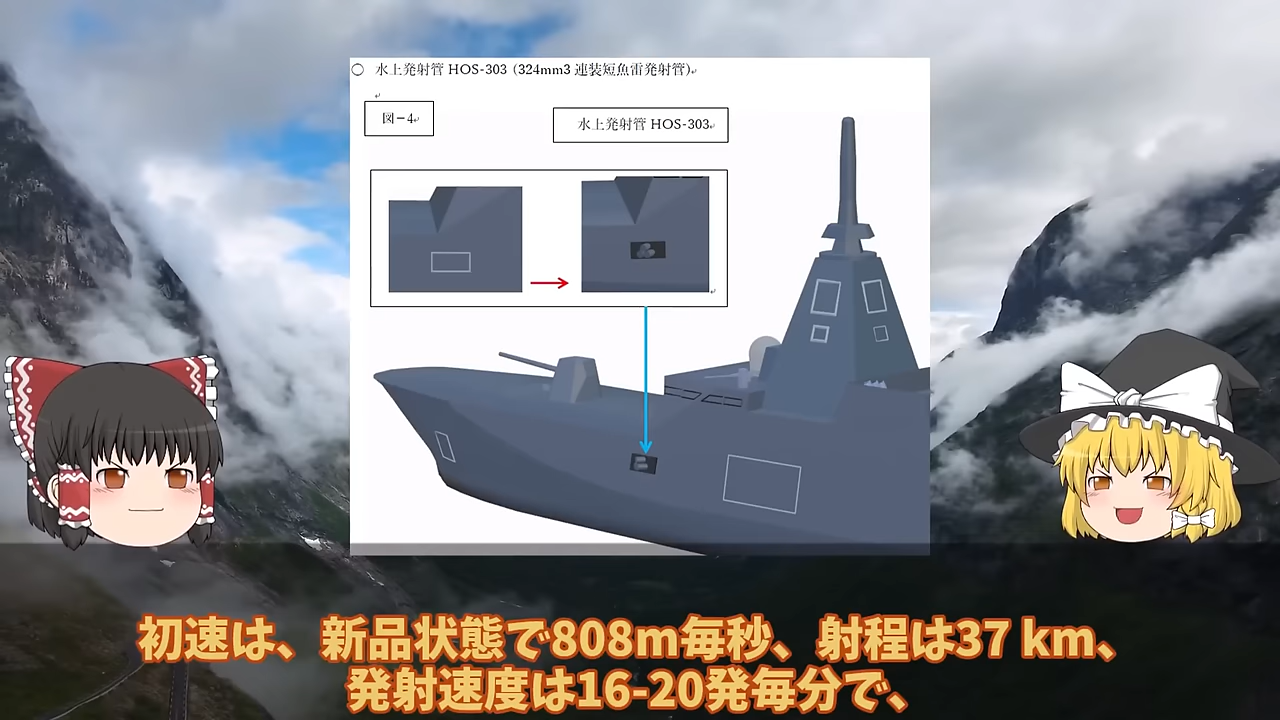 ○ 水上発射管 HOS-303（324mm3 連装短魚雷発射管）
図－4
水上発射管 HOS-303
初速は、新品状態で808m毎秒、射程は37 km、
発射速度は16-20発毎分で、